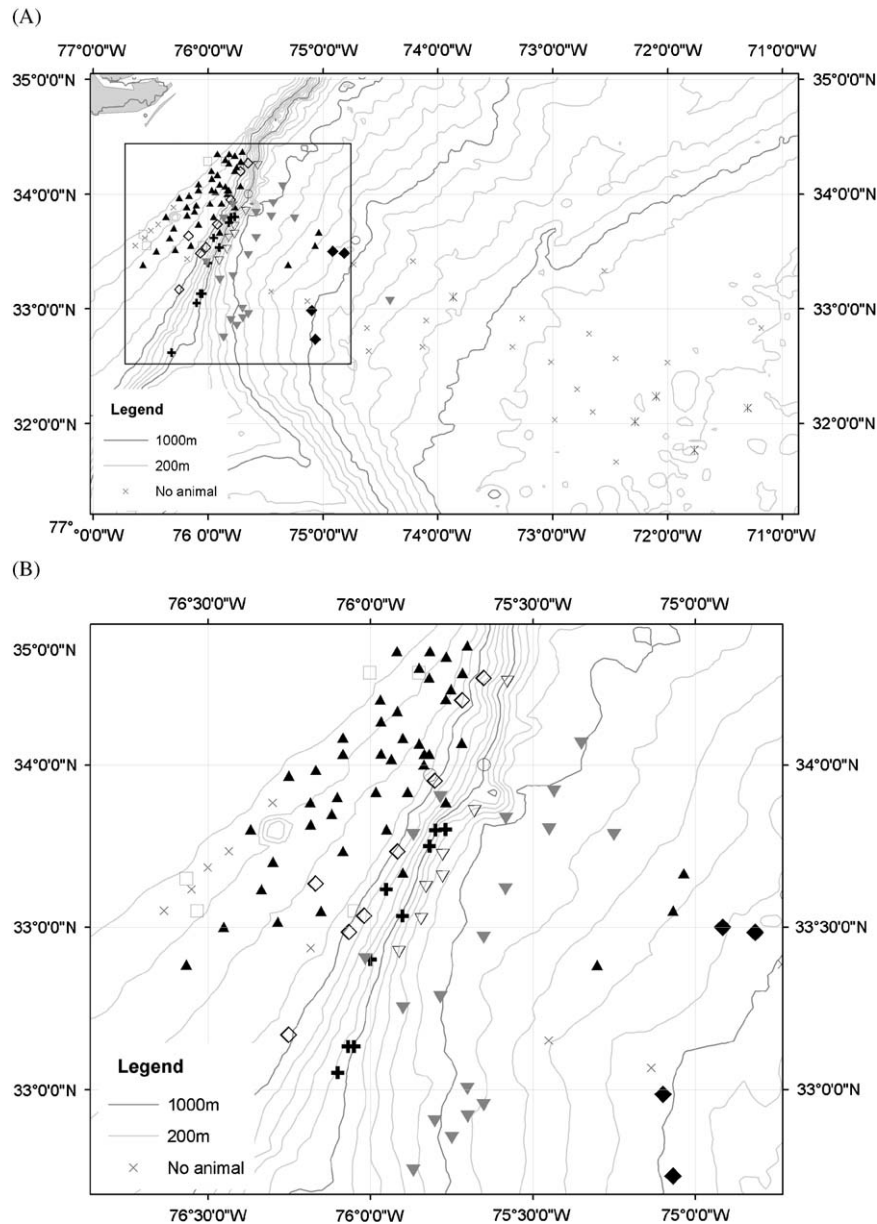 (A)
77°0'0"W 76°0'0"W 75°0'0"W 74°0'0"W 73°0'0"W 72°0'0"W 71°0'0"W
35°0'0"N 35°0'0"N
34°0'0"N 34°0'0"N
33°0'0"N 33°0'0"N
32°0'0"N 32°0'0"N
Legend
1000m
200m
No animal
77°
°0'0"W 76 0'0"W 75°0'0"W 74°0'0"W 73°0'0"W 72°0'0"W 71°0'0"W
(B)
76°30'0"W 76°0'0"W 75°30'0"W 75°0'0"W
35°0'0"N
34°0'0"N 34°0'0"N
33°0'0"N 33°30'0"N
33°0'0"N 33°0'0"N
Legend
1000m
200m
No animal
76°30'0"W 76°0'0"W 75°30'0"W 75°0'0"W